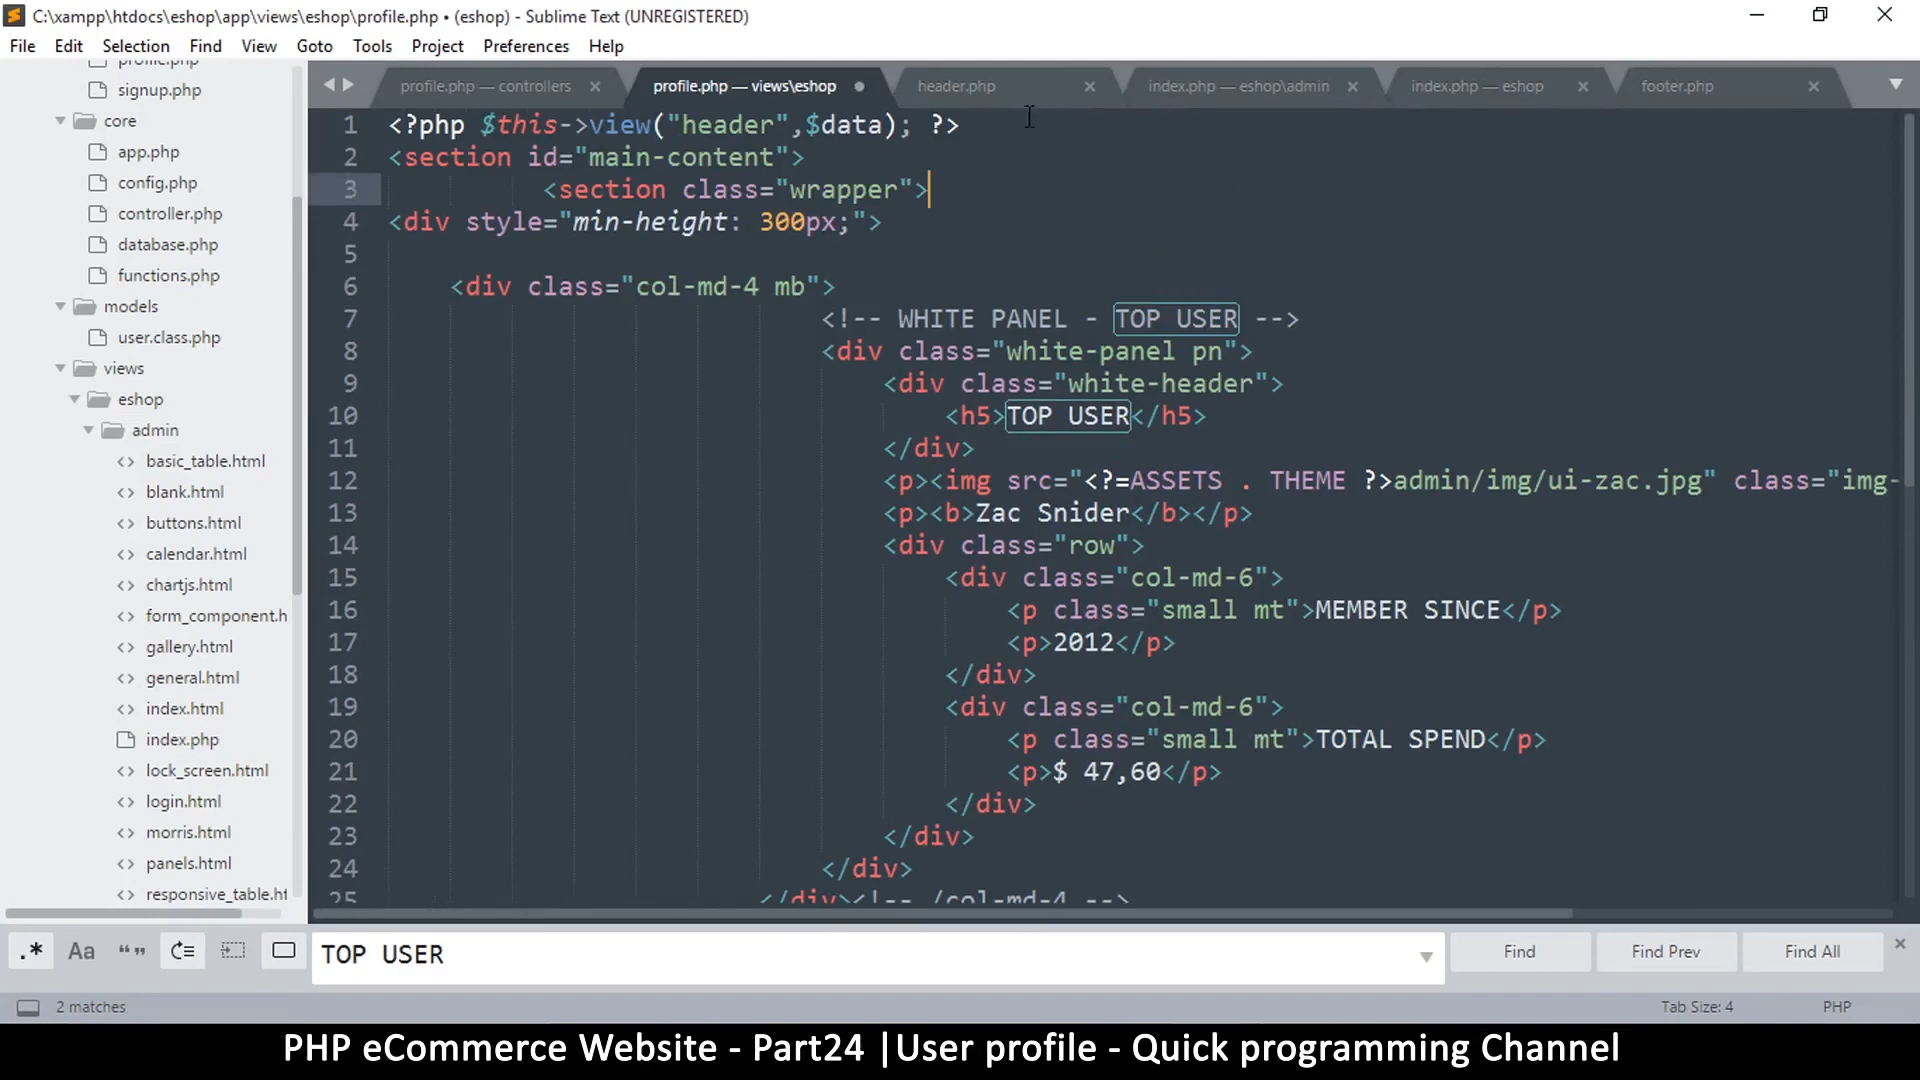 C:\xampp\htdocs\eshop\app\views\eshop\profile.php • (eshop) - Sublime Text (UNREGISTERED)
File Edit Selection Find View Goto Tools Project Preferences Help
profile.php
signup.php
core
app.php
config.php
controller.php
database.php
functions.php
models
user.class.php
views
eshop
admin
basic_table.html
blank.html
buttons.html
calendar.html
chartjs.html
form_component.h
gallery.html
general.html
index.html
index.php
lock_screen.html
login.html
morris.html
panels.html
responsive_table.ht
profile.php — controllers
profile.php — views\eshop
header.php
index.php — eshop\admin
index.php — eshop
footer.php
1 <?php $this->view("header",$data); ?>
2 <section id="main-content">
3 <section class="wrapper">
4 <div style="min-height: 300px;">
5
6 <div class="col-md-4 mb">
7 <!-- WHITE PANEL - TOP USER -->
8 <div class="white-panel pn">
9 <div class="white-header">
10 <h5>TOP USER</h5>
11 </div>
12 <p><img src="<?=ASSETS . THEME ?>admin/img/ui-zac.jpg" class="img-
13 <p><b>Zac Snider</b></p>
14 <div class="row">
15 <div class="col-md-6">
16 <p class="small mt">MEMBER SINCE</p>
17 <p>2012</p>
18 </div>
19 <div class="col-md-6">
20 <p class="small mt">TOTAL SPEND</p>
21 <p>$ 47,60</p>
22 </div>
23 </div>
24 </div>
25 </div><!-- /col-md-4 -->
.* Aa “ ” TOP USER Find Find Prev Find All
2 matches Tab Size: 4 PHP
PHP eCommerce Website - Part24 |User profile - Quick programming Channel